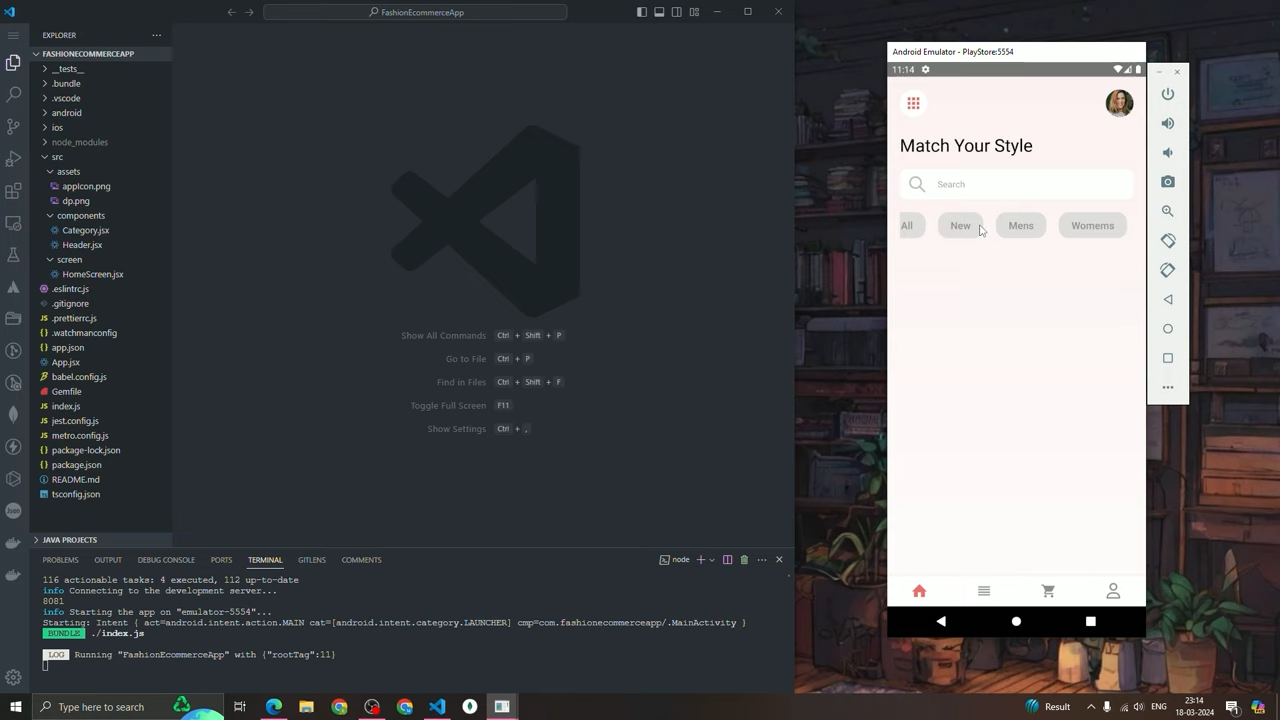 FashionEcommerceApp
EXPLORER
FASHIONECOMMERCEAPP
__tests__
.bundle
.vscode
android
ios
node_modules
src
assets
appIcon.png
dp.png
components
Category.jsx
Header.jsx
screen
HomeScreen.jsx
.eslintrc.js
.gitignore
.prettierrc.js
.watchmanconfig
app.json
App.jsx
babel.config.js
Gemfile
index.js
jest.config.js
metro.config.js
package-lock.json
package.json
README.md
tsconfig.json
JAVA PROJECTS
Show All Commands Ctrl + Shift + P
Go to File Ctrl + P
Find in Files Ctrl + Shift + F
Toggle Full Screen F11
Show Settings Ctrl + ,
PROBLEMS OUTPUT DEBUG CONSOLE PORTS TERMINAL GITLENS COMMENTS node
116 actionable tasks: 4 executed, 112 up-to-date
info Connecting to the development server...
8081
info Starting the app on "emulator-5554"...
Starting: Intent { act=android.intent.action.MAIN cat=[android.intent.category.LAUNCHER] cmp=com.fashionecommerceapp/.MainActivity }
BUNDLE ./index.js
LOG Running "FashionEcommerceApp" with {"rootTag":11}
Android Emulator - PlayStore:5554
11:14
Match Your Style
Search
All New Mens Womems
Type here to search
Result
ENG
23:14
18-03-2024